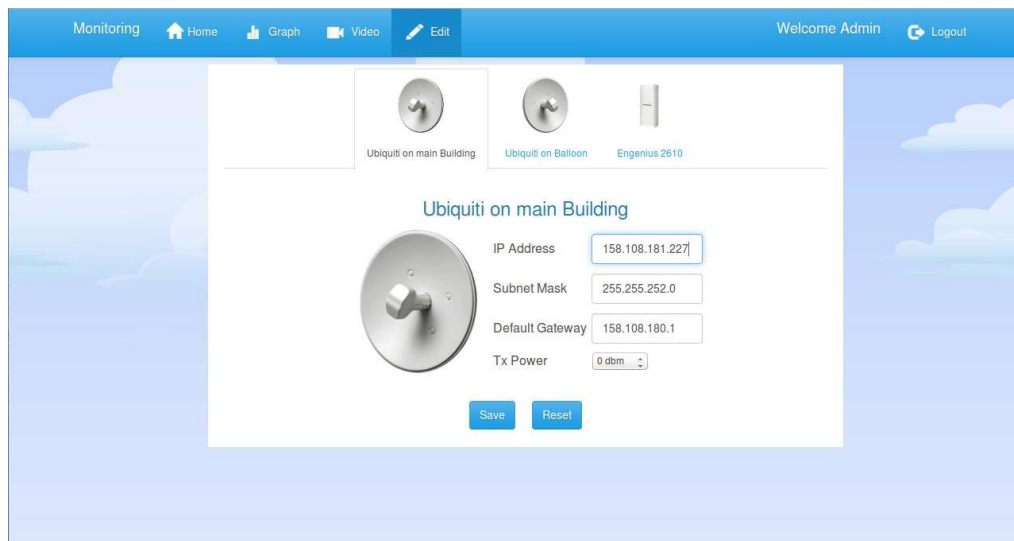 Monitoring Home Graph Video Edit Welcome Admin Logout
Ubiquiti on main Building Ubiquiti on Balloon Engenius 2610
Ubiquiti on main Building
IP Address 158.108.181.227
Subnet Mask 255.255.252.0
Default Gateway 158.108.180.1
Tx Power 0 dbm
Save Reset